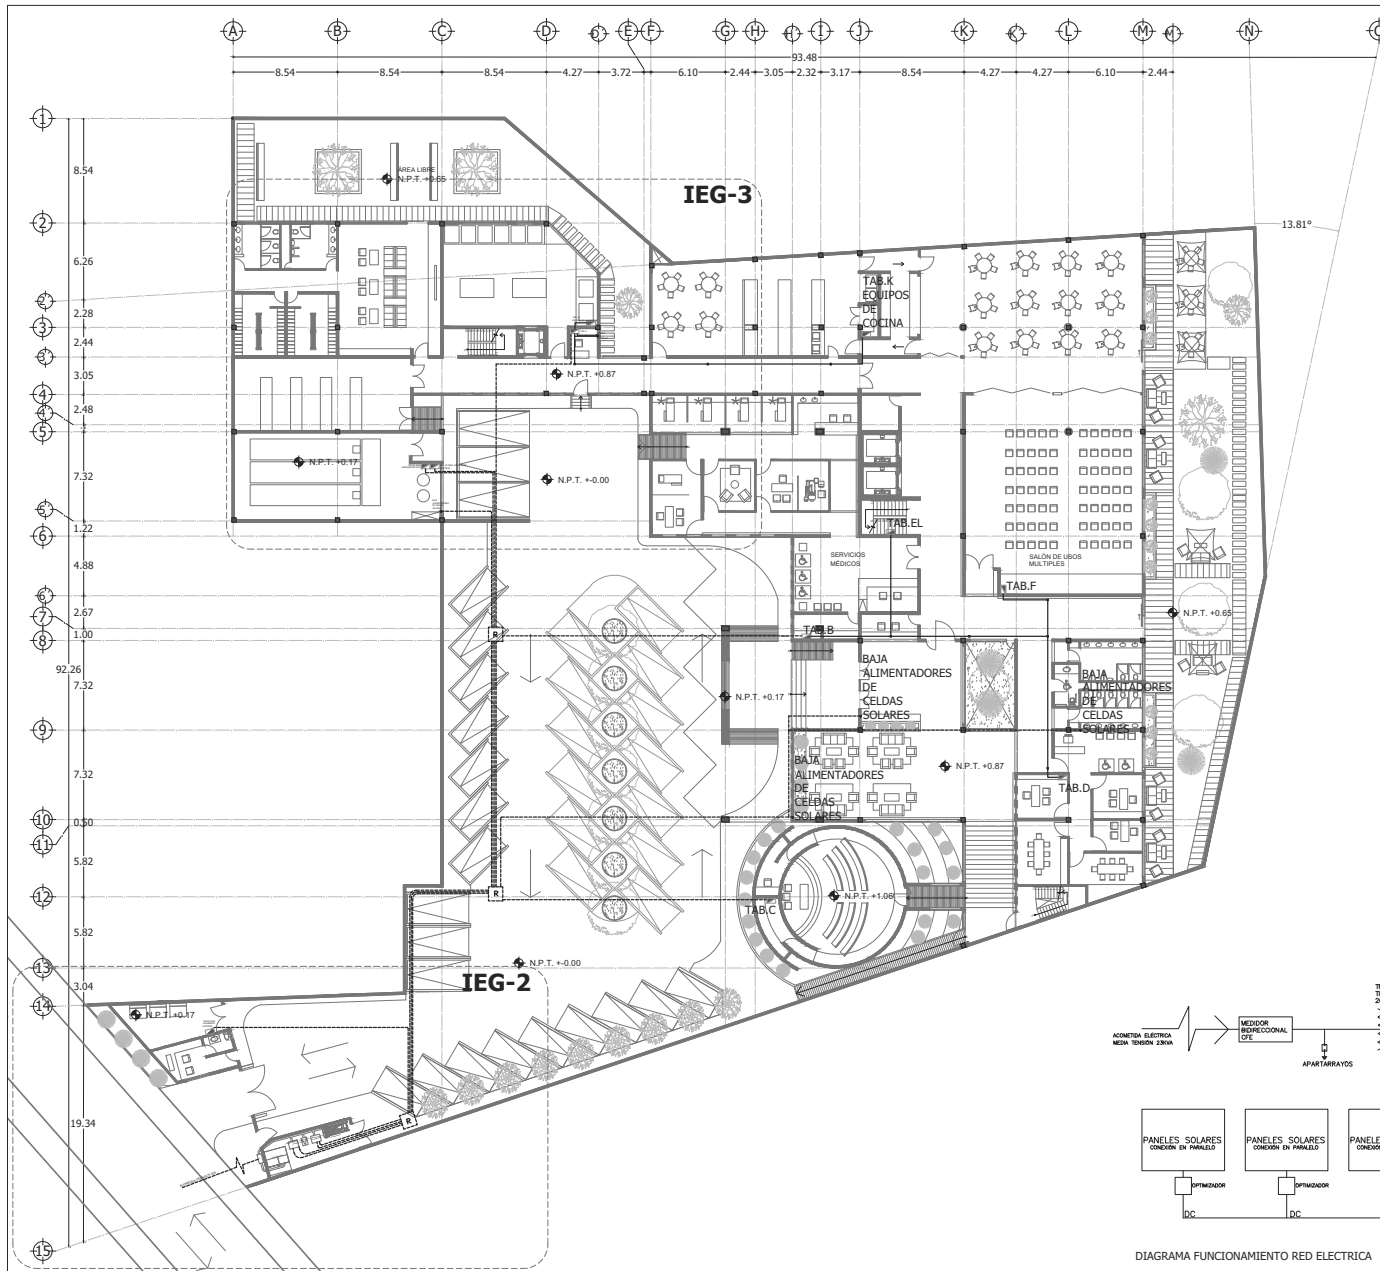 A B C D D' E F G H H' I J K K' L M M' N
93.48
8.54 8.54 8.54 4.27 3.72 6.10 2.44 3.05 2.32 3.17 8.54 4.27 4.27 6.10 2.44
1
8.54
ÁREA LIBRE
N.P.T. +0.65
IEG-3
2
13.81°
6.26
TAB.K
EQUIPOS
DE
COCINA
2'
2.28
3
2.44
3'
N.P.T. +0.87
3.05
4
2.48
4'
5
N.P.T. +0.17
7.32
N.P.T. +-0.00
5'
1.22
TAB.EL
6
SERVICIOS
MÉDICOS
SALÓN DE USOS
MULTIPLES
4.88
TAB.F
6'
2.67
N.P.T. +0.65
7
1.00
TAB.B
R
8
92.26
BAJA
ALIMENTADORES
DE
CELDAS
SOLARES
BAJA
ALIMENTADORES
DE
CELDAS
SOLARES
7.32
N.P.T. +0.17
9
BAJA
ALIMENTADORES
DE
CELDAS
SOLARES
N.P.T. +0.87
7.32
TAB.D
10
0.50
11
5.82
R
N.P.T. +1.06
12
TAB.C
5.82
N.P.T. +-0.00
13
IEG-2
3.04
14
N.P.T. +0.17
ACOMETIDA ELÉCTRICA
MEDIA TENSIÓN 23KVA
MEDIDOR
BIDIRECCIONAL
CFE
APARTARRAYOS
19.34
R
PANELES SOLARES
CONEXIÓN EN PARALELO
PANELES SOLARES
CONEXIÓN EN PARALELO
OPTIMIZADOR
OPTIMIZADOR
DC
DC
15
DIAGRAMA FUNCIONAMIENTO RED ELECTRICA